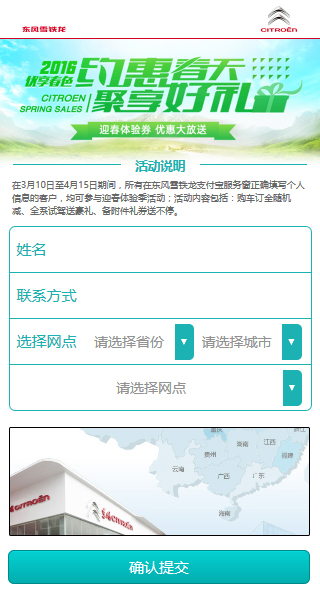 东风雪铁龙
CITROËN
2016
优享春色
约惠春天
CITROËN
SPRING SALES
聚享好礼
迎春体验券 优惠大放送
活动说明
在3月10日至4月15日期间，所有在东风雪铁龙支付宝服务窗正确填写个人
信息的客户，均可参与迎春体验季活动；活动内容包括：购车订全随机
减、全系试驾送豪礼、备附件礼券送不停。
姓名
联系方式
选择网点 请选择省份 ▼ 请选择城市 ▼
请选择网点 ▼
重庆
湖南 江西
贵州 福建
云南
广西 广东
海南
CITROËN
CITROËN
确认提交